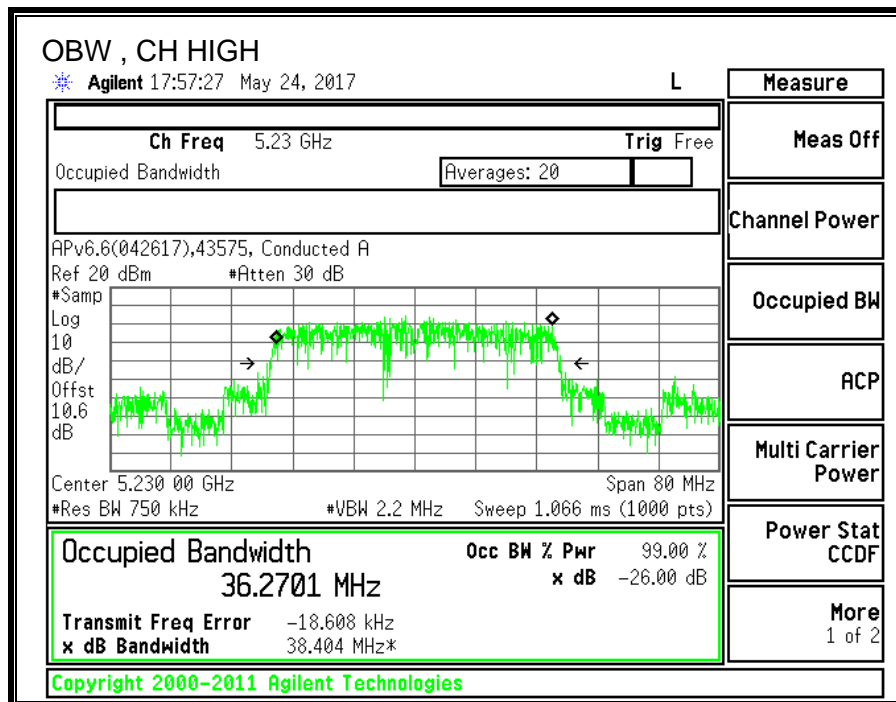 OBW , CH HIGH
Agilent 17:57:27 May 24, 2017 L
Measure
Ch Freq 5.23 GHz Trig Free
Meas Off
Occupied Bandwidth Averages: 20
Channel Power
APv6.6(042617),43575, Conducted A
Ref 20 dBm #Atten 30 dB
#Samp
Log
10
dB/
Offst
10.6
dB
Occupied BW
ACP
Center 5.230 00 GHz Span 80 MHz
#Res BW 750 kHz #VBW 2.2 MHz Sweep 1.066 ms (1000 pts)
Multi Carrier
Power
Occupied Bandwidth Occ BW % Pwr 99.00 %
36.2701 MHz x dB -26.00 dB
Transmit Freq Error -18.608 kHz
x dB Bandwidth 38.404 MHz*
Power Stat
CCDF
More
1 of 2
Copyright 2000-2011 Agilent Technologies